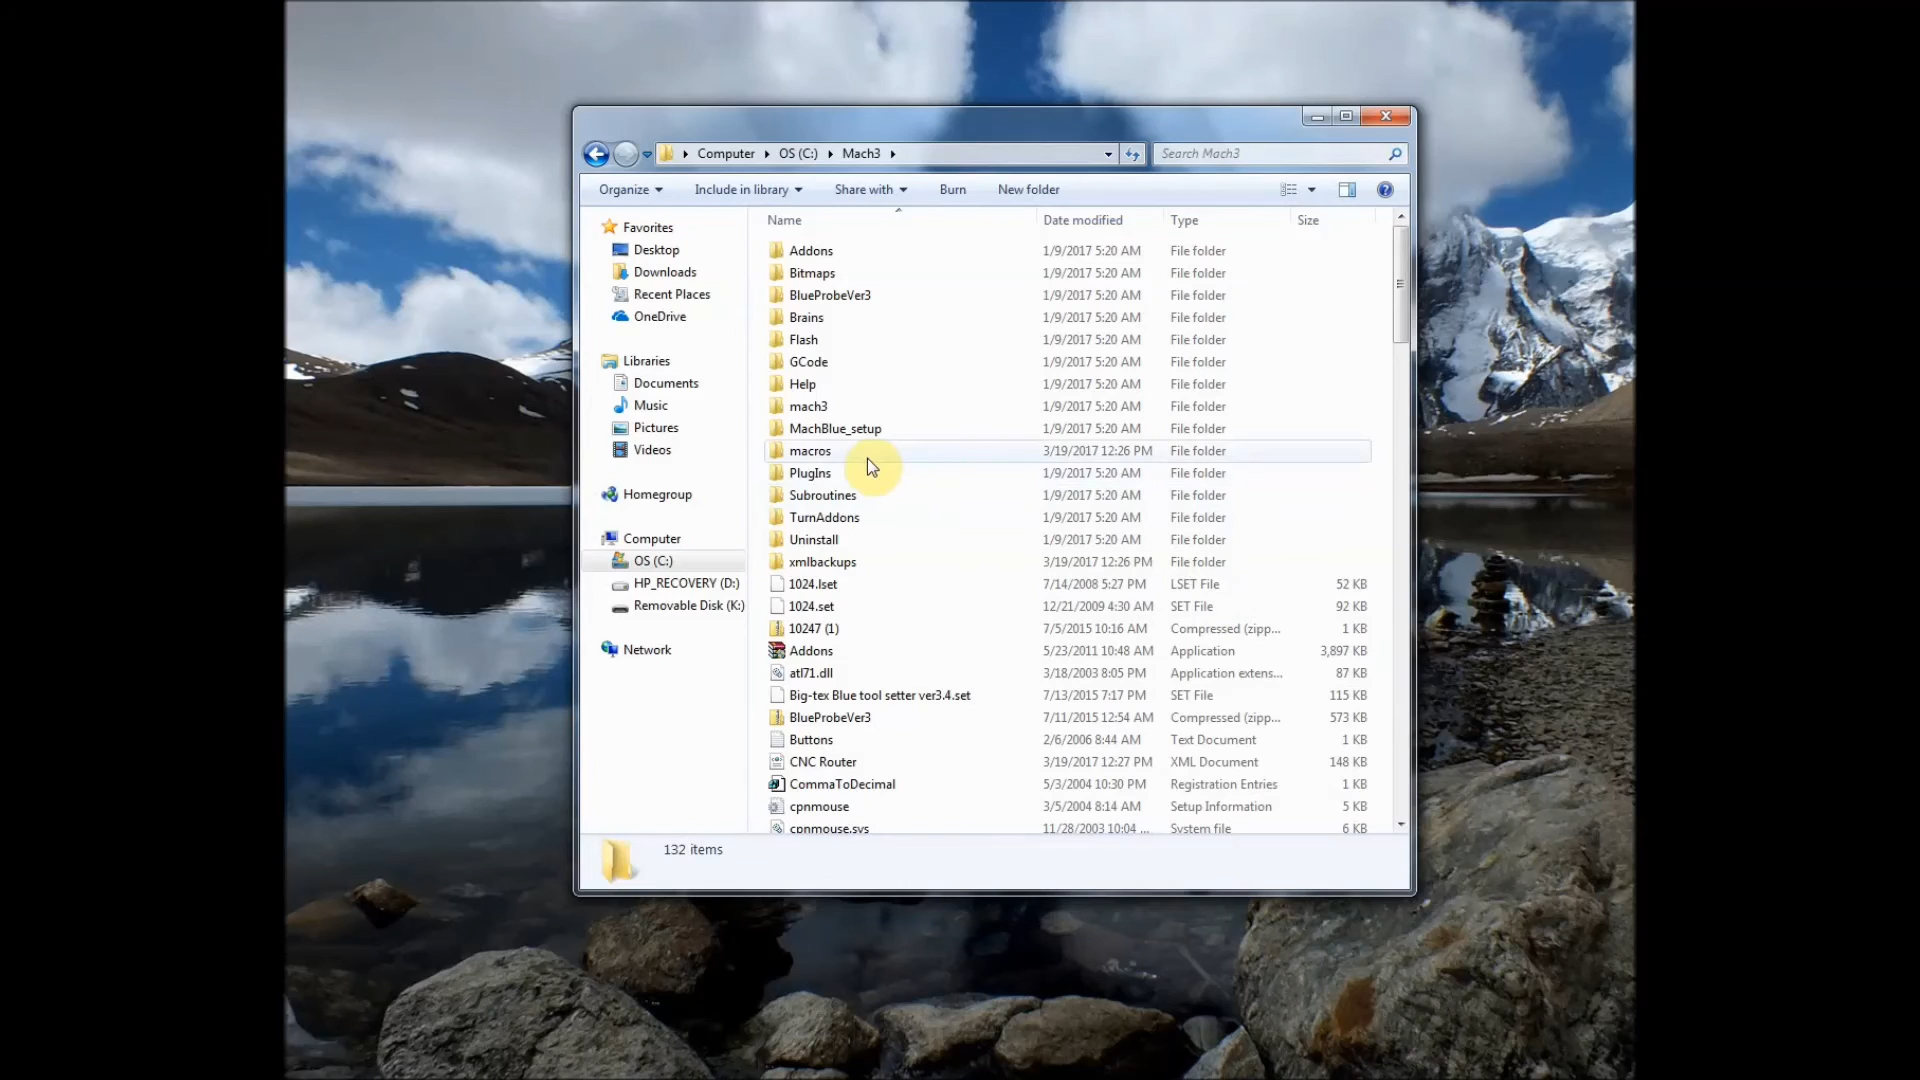 Computer OS (C:) Mach3 Search Mach3
Organize Include in library Share with Burn New folder
Name Date modified Type Size
Favorites
Desktop
Downloads
Recent Places
OneDrive
Libraries
Documents
Music
Pictures
Videos
Homegroup
Computer
OS (C:)
HP_RECOVERY (D:)
Removable Disk (K:)
Network
Addons 1/9/2017 5:20 AM File folder
Bitmaps 1/9/2017 5:20 AM File folder
BlueProbeVer3 1/9/2017 5:20 AM File folder
Brains 1/9/2017 5:20 AM File folder
Flash 1/9/2017 5:20 AM File folder
GCode 1/9/2017 5:20 AM File folder
Help 1/9/2017 5:20 AM File folder
mach3 1/9/2017 5:20 AM File folder
MachBlue_setup 1/9/2017 5:20 AM File folder
macros 3/19/2017 12:26 PM File folder
PlugIns 1/9/2017 5:20 AM File folder
Subroutines 1/9/2017 5:20 AM File folder
TurnAddons 1/9/2017 5:20 AM File folder
Uninstall 1/9/2017 5:20 AM File folder
xmlbackups 3/19/2017 12:26 PM File folder
1024.lset 7/14/2008 5:27 PM LSET File 52 KB
1024.set 12/21/2009 4:30 AM SET File 92 KB
10247 (1) 7/5/2015 10:16 AM Compressed (zipp... 1 KB
Addons 5/23/2011 10:48 AM Application 3,897 KB
atl71.dll 3/18/2003 8:05 PM Application extens... 87 KB
Big-tex Blue tool setter ver3.4.set 7/13/2015 7:17 PM SET File 115 KB
BlueProbeVer3 7/11/2015 12:54 AM Compressed (zipp... 573 KB
Buttons 2/6/2006 8:44 AM Text Document 1 KB
CNC Router 3/19/2017 12:27 PM XML Document 148 KB
CommaToDecimal 5/3/2004 10:30 PM Registration Entries 1 KB
cpnmouse 3/5/2004 8:14 AM Setup Information 5 KB
cpnmouse.sys 11/28/2003 10:04 ... System file 6 KB
132 items